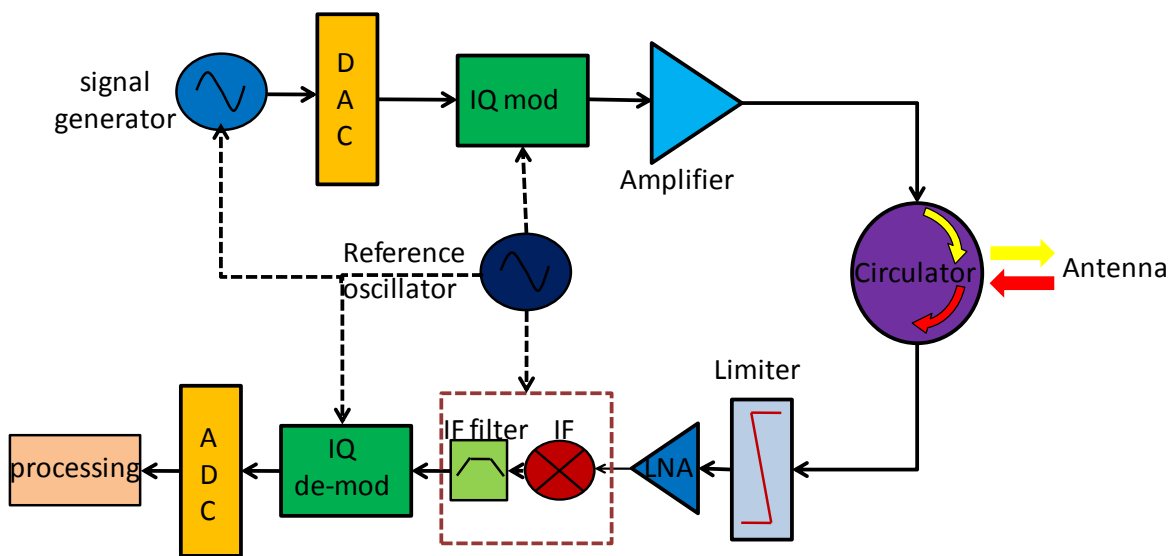 signal
generator
D
A
C
IQ mod
Amplifier
Reference
oscillator
Circulator
Antenna
Limiter
IF filter
IF
LNA
IQ
de-mod
A
D
C
processing